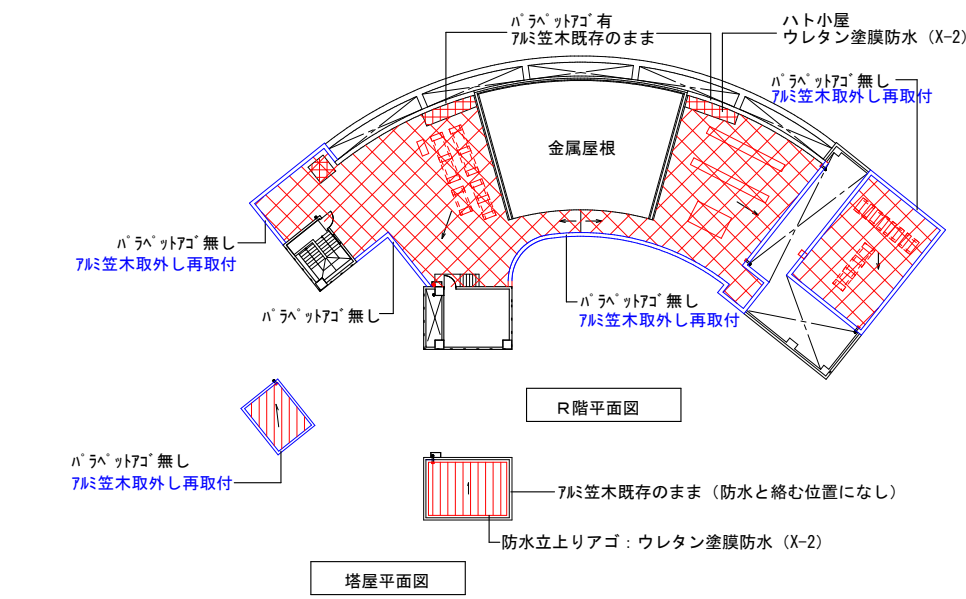 パラペットアゴ有
アルミ笠木既存のまま
ハト小屋
ウレタン塗膜防水（X-2）
パラペットアゴ無し
アルミ笠木取外し再取付
金属屋根
パラペットアゴ無し
アルミ笠木取外し再取付
パラペットアゴ無し
パラペットアゴ無し
アルミ笠木取外し再取付
R階平面図
パラペットアゴ無し
アルミ笠木取外し再取付
アルミ笠木既存のまま（防水と絡む位置になし）
防水立上りアゴ：ウレタン塗膜防水（X-2）
塔屋平面図